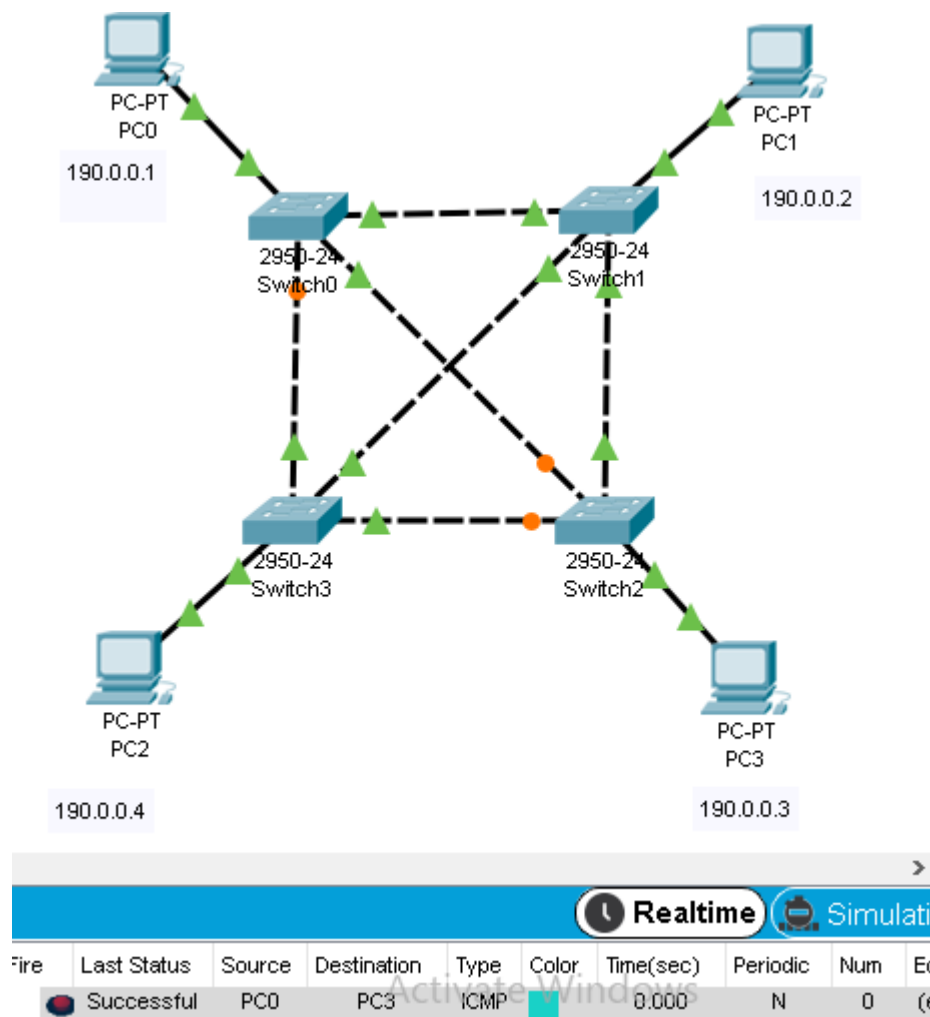 PC-PT
PC0
190.0.0.1
PC-PT
PC1
190.0.0.2
2950-24
Switch0
2950-24
Switch1
2950-24
Switch3
2950-24
Switch2
PC-PT
PC2
190.0.0.4
PC-PT
PC3
190.0.0.3
Realtime Simulati
Fire Last Status Source Destination Type Color Time(sec) Periodic Num Ed
Successful PC0 PC3 ICMP 0.000 N 0 (e
Activate Windows